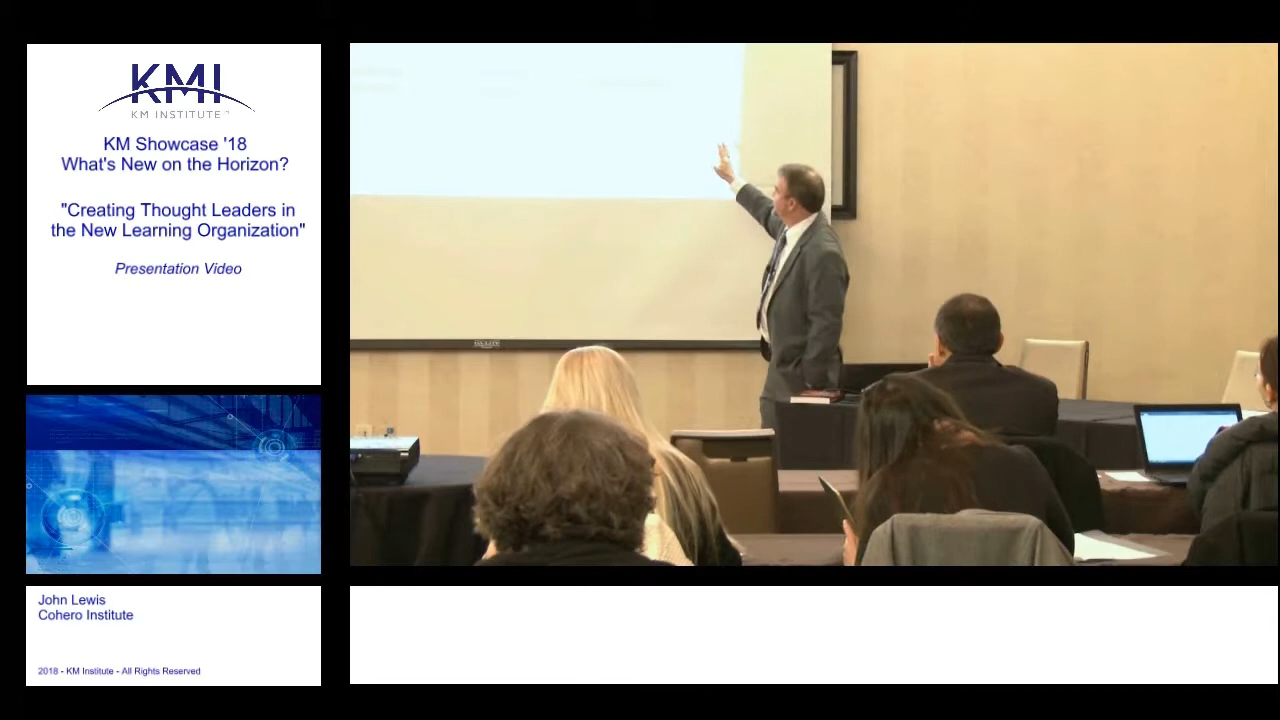 KMI
KM INSTITUTE
KM Showcase '18
What's New on the Horizon?
"Creating Thought Leaders in
the New Learning Organization"
Presentation Video
John Lewis
Cohero Institute
2018 - KM Institute - All Rights Reserved